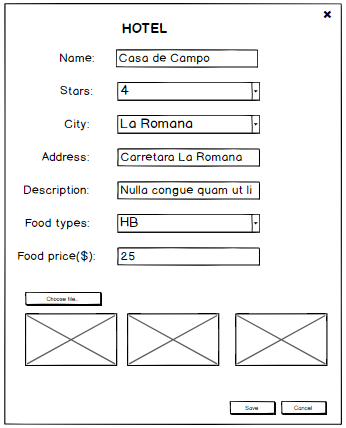 HOTEL
Name: Casa de Campo
Stars: 4
City: La Romana
Address: Carretara La Romana
Description: Nulla congue quam ut li
Food types: HB
Food price($): 25
Choose file..
Save Cancel